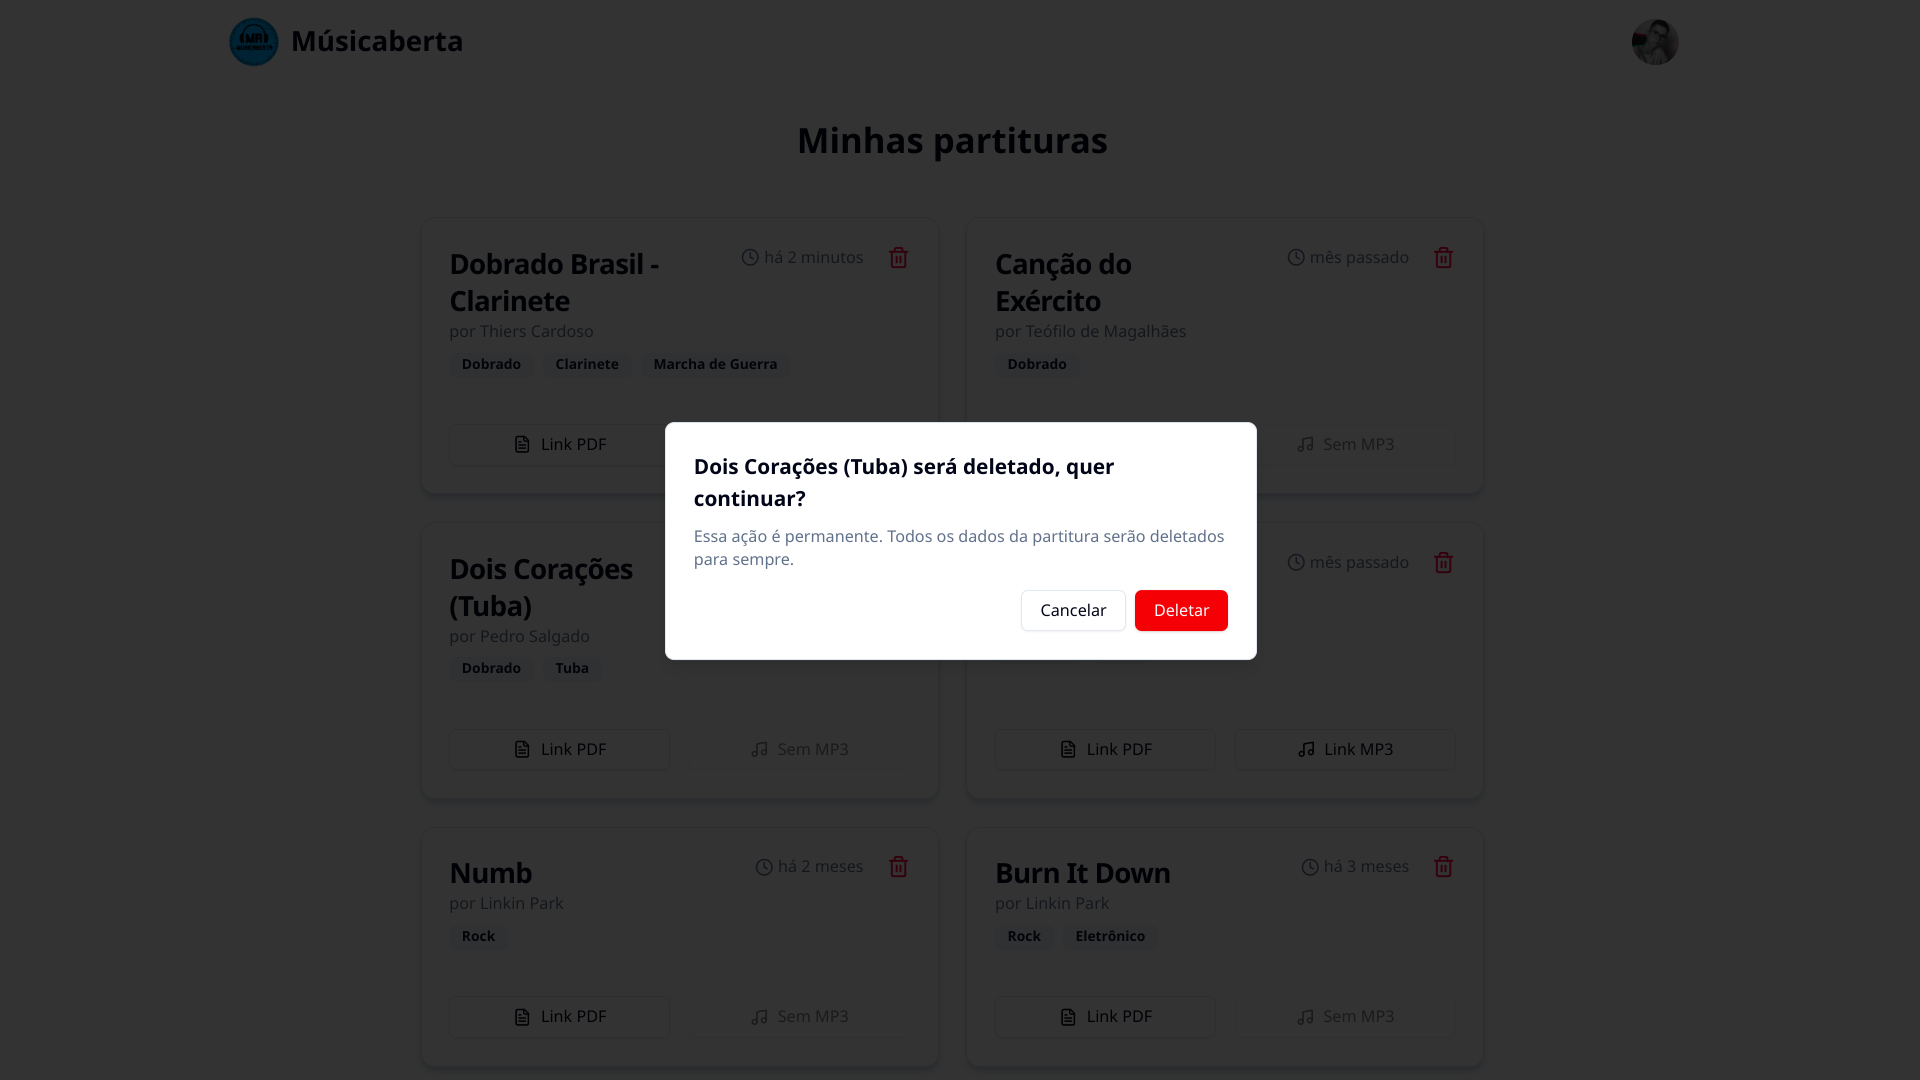 Músicaberta
Minhas partituras
Dobrado Brasil -
Clarinete
há 2 minutos
por Thiers Cardoso
Dobrado Clarinete Marcha de Guerra
Link PDF
Canção do
Exército
mês passado
por Teófilo de Magalhães
Dobrado
Sem MP3
Dois Corações (Tuba) será deletado, quer
continuar?
Essa ação é permanente. Todos os dados da partitura serão deletados
para sempre.
Cancelar Deletar
Dois Corações
(Tuba)
por Pedro Salgado
Dobrado Tuba
Link PDF Sem MP3
mês passado
Link PDF Link MP3
Numb
há 2 meses
por Linkin Park
Rock
Link PDF Sem MP3
Burn It Down
há 3 meses
por Linkin Park
Rock Eletrônico
Link PDF Sem MP3